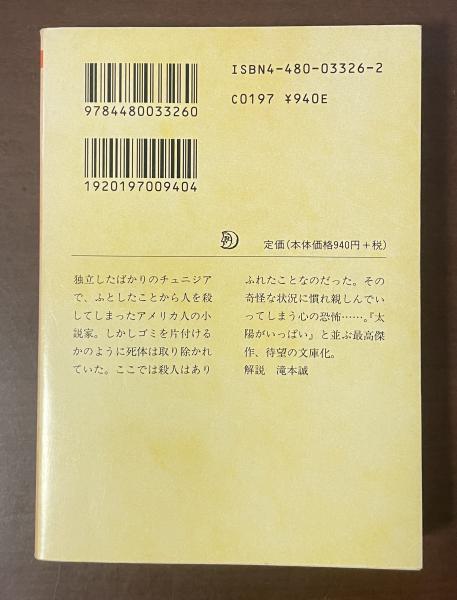 ISBN4-480-03326-2
9784480033260
C0197 ¥940E
1920197009404
定価(本体価格940円+税)
独立したばかりのチュニジア
で、ふとしたことから人を殺
してしまったアメリカ人の小
説家。しかしゴミを片付ける
かのように死体は取り除かれ
ていた。ここでは殺人はあり
ふれたことなのだった。その
奇怪な状況に慣れ親しんでい
ってしまう心の恐怖……。『太
陽がいっぱい』と並ぶ最高傑
作、待望の文庫化。
解説 滝本誠